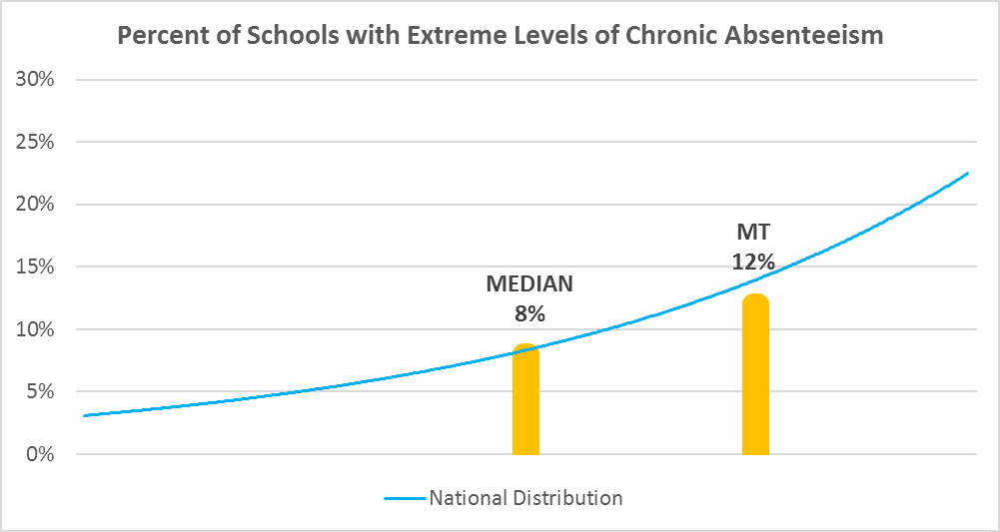 Percent of Schools with Extreme Levels of Chronic Absenteeism
30%
25%
20%
15%
10%
5%
0%
MEDIAN
8%
MT
12%
National Distribution